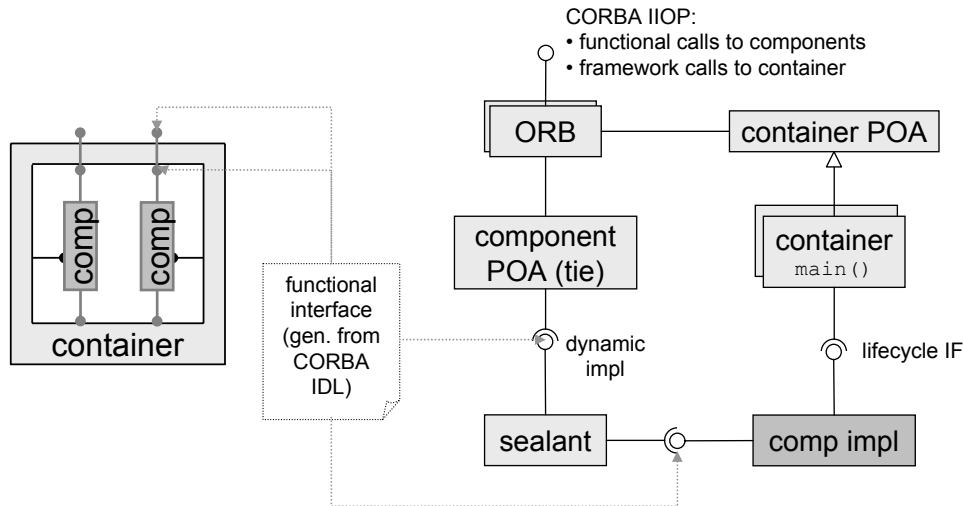 CORBA IIOP:
• functional calls to components
• framework calls to container
ORB
container POA
comp
comp
container
functional
interface
(gen. from
CORBA
IDL)
component
POA (tie)
container
main()
dynamic
impl
lifecycle IF
sealant
comp impl